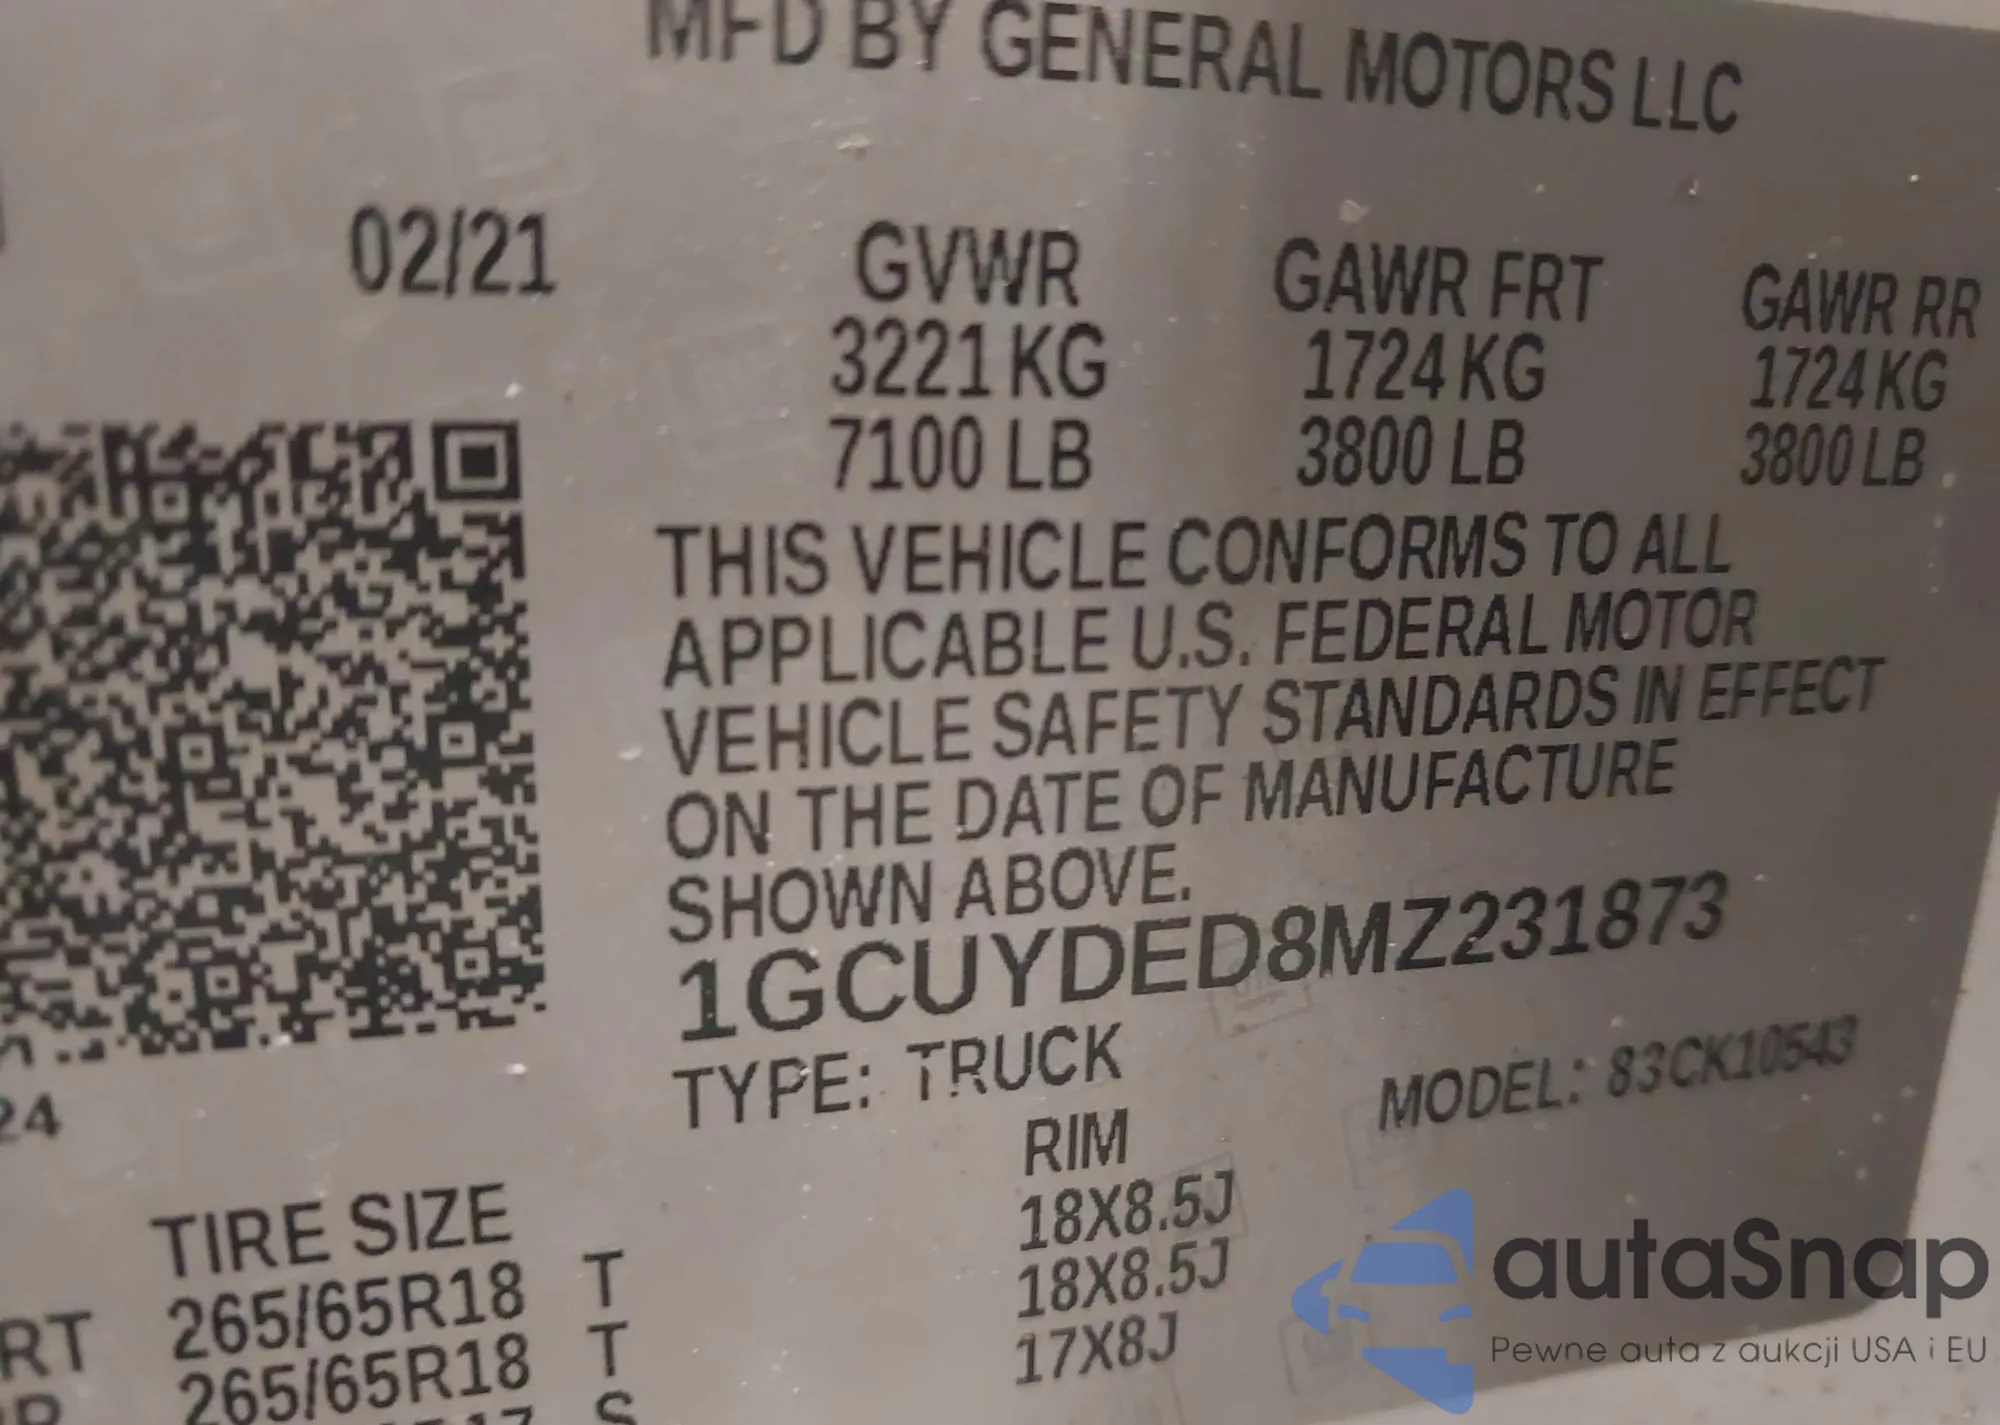 MFD BY GENERAL MOTORS LLC
02/21
GVWR GAWR FRT GAWR RR
3221 KG 1724 KG 1724 KG
7100 LB 3800 LB 3800 LB
THIS VEHICLE CONFORMS TO ALL
APPLICABLE U.S. FEDERAL MOTOR
VEHICLE SAFETY STANDARDS IN EFFECT
ON THE DATE OF MANUFACTURE
SHOWN ABOVE.
1GCUYDED8MZ231873
TYPE: TRUCK MODEL: 83CK10543
24
TIRE SIZE RIM
RT 265/65R18 T 18X8.5J
265/65R18 T 18X8.5J
S 17X8J
autaSnap
Pewne auta z aukcji USA i EU